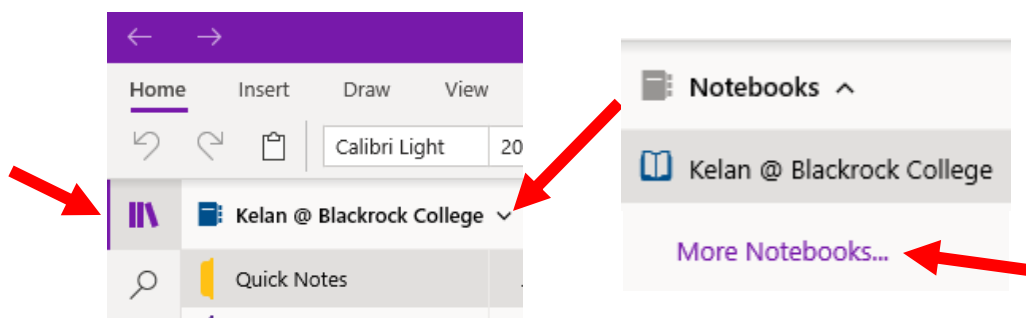 Home Insert Draw View
Calibri Light 20
Kelan @ Blackrock College
Quick Notes
Notebooks
Kelan @ Blackrock College
More Notebooks...